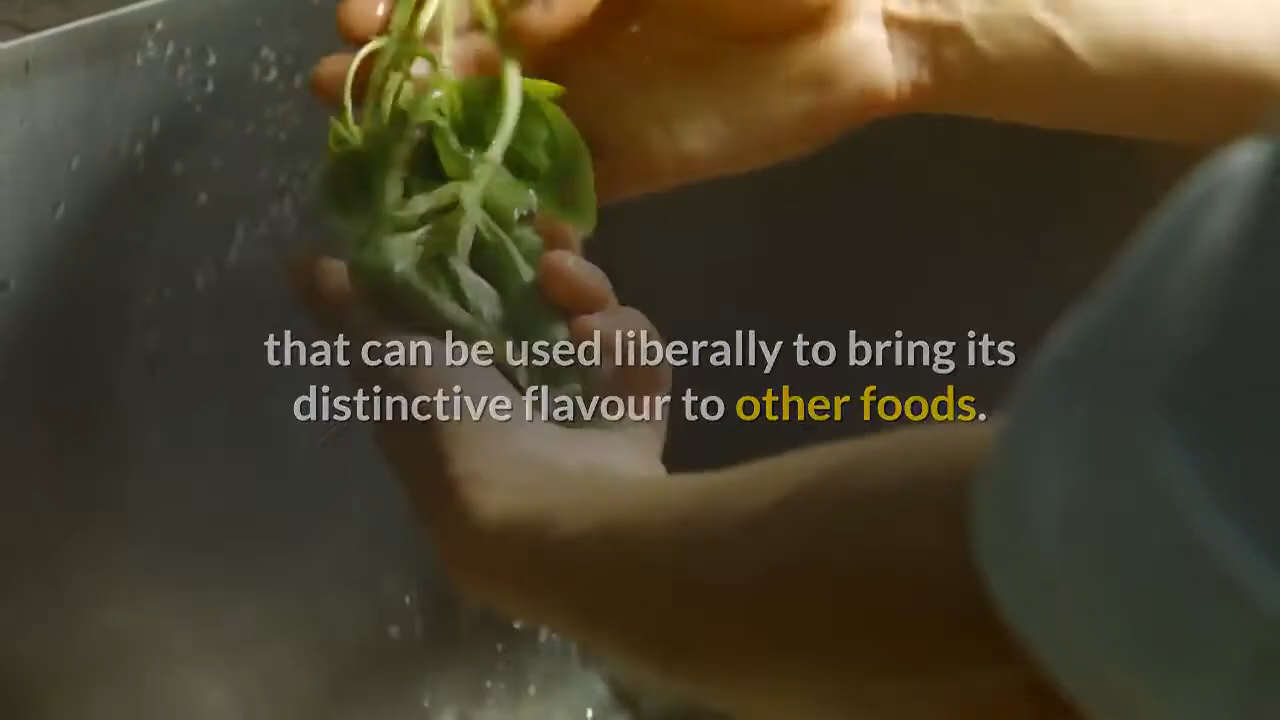 that can be used liberally to bring its
distinctive flavour to other foods.